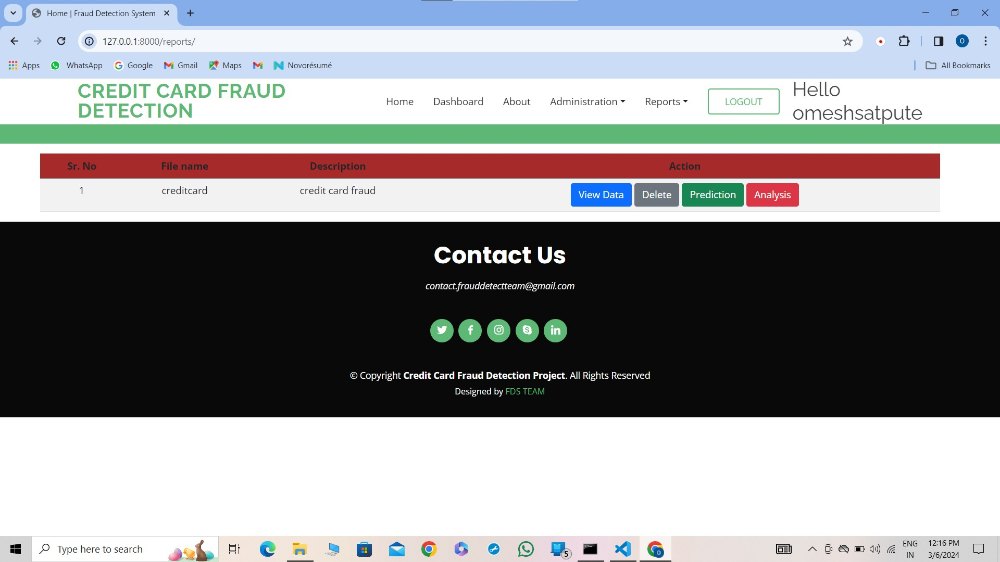 Home | Fraud Detection System
127.0.0.1:8000/reports/
O
Apps WhatsApp Google Gmail Maps Novorésumé All Bookmarks
CREDIT CARD FRAUD
DETECTION
Home Dashboard About Administration Reports LOGOUT
Hello
omeshsatpute
Sr. No File name Description Action
1 creditcard credit card fraud View Data Delete Prediction Analysis
Contact Us
contact.frauddetectteam@gmail.com
© Copyright Credit Card Fraud Detection Project. All Rights Reserved
Designed by FDS TEAM
Type here to search
5
O
ENG
IN
12:16 PM
3/6/2024